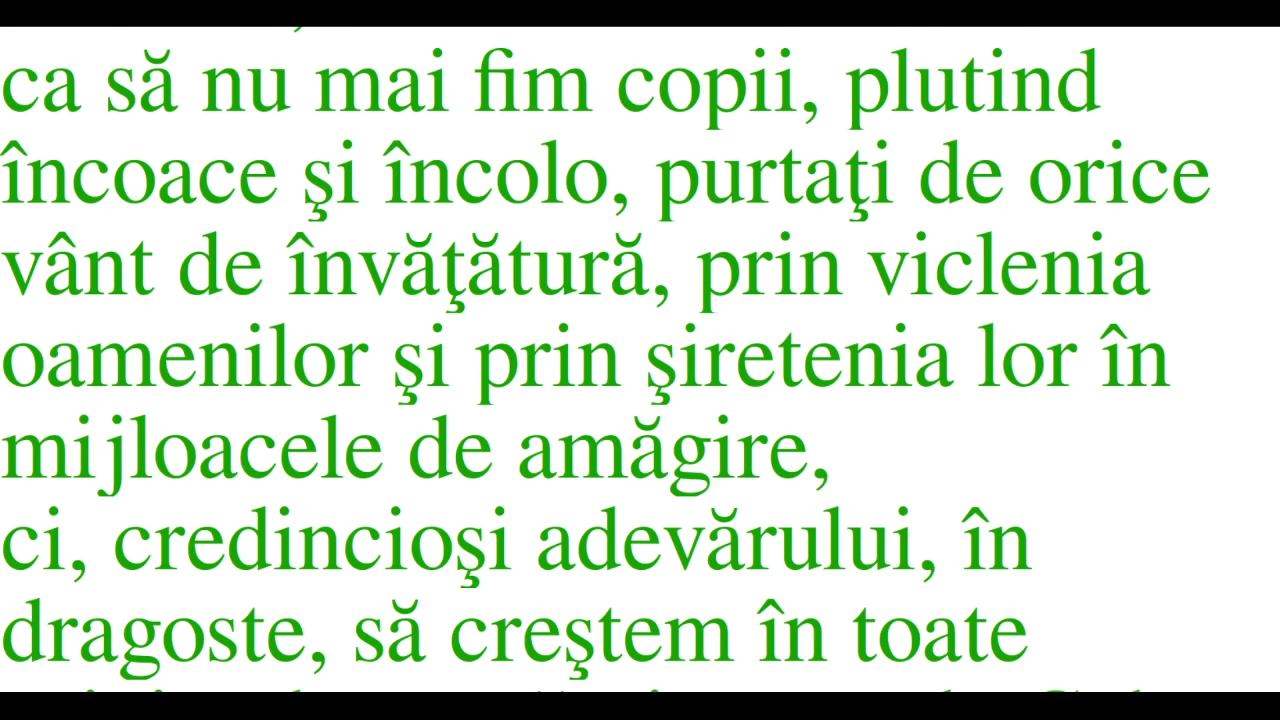 ca să nu mai fim copii, plutind
încoace şi încolo, purtaţi de orice
vânt de învăţătură, prin viclenia
oamenilor şi prin şiretenia lor în
mijloacele de amăgire,
ci, credincioşi adevărului, în
dragoste, să creştem în toate